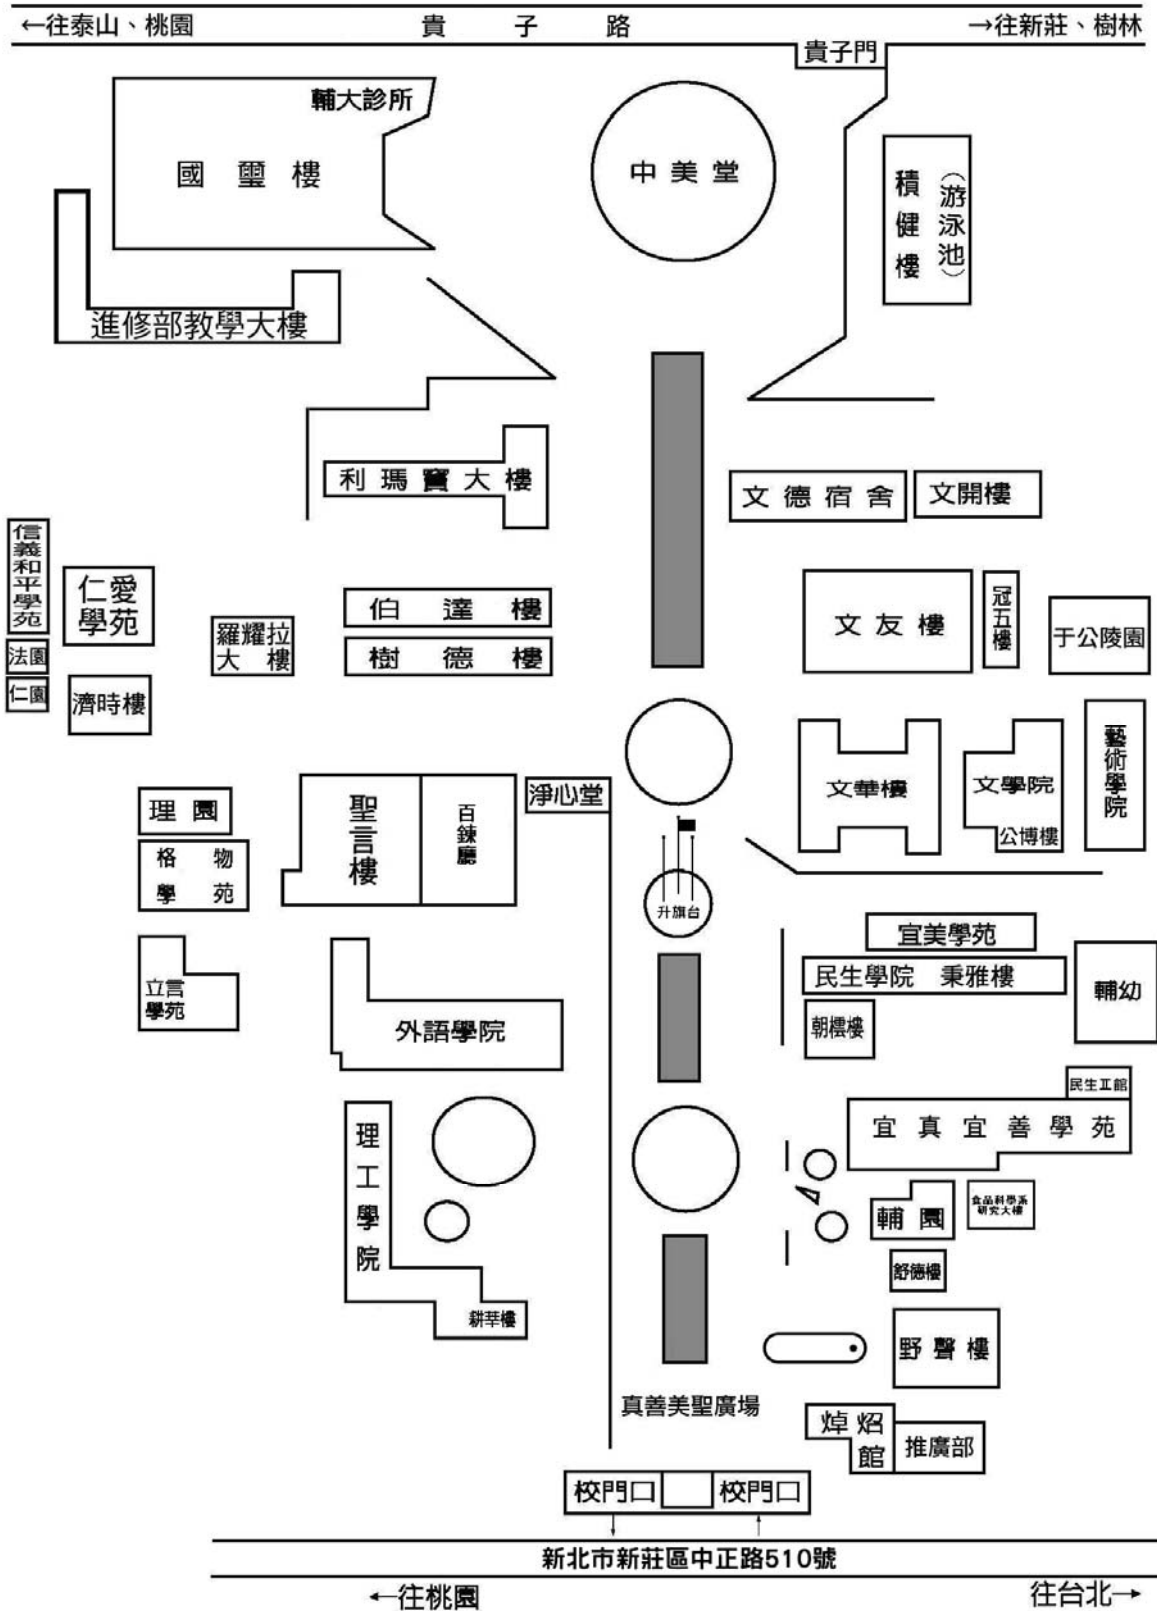 ←往泰山、桃園
貴子路
→往新莊、樹林
貴子門
輔大診所
國璽樓
中美堂
積健樓
（游泳池）
進修部教學大樓
利瑪竇大樓
文德宿舍
文開樓
信義和平學苑
仁愛
學苑
伯達樓
文友樓
冠五樓
于公陵園
羅耀拉
大樓
樹德樓
法園
仁園
濟時樓
藝術學院
文華樓
文學院
公博樓
淨心堂
理園
聖言樓
百鍊廳
格物
學苑
升旗台
宜美學苑
民生學院 秉雅樓
輔幼
立言
學苑
外語學院
朝橒樓
民生Ⅱ館
宜真宜善學苑
理工學院
食品科學系
研究大樓
輔園
舒德樓
耕莘樓
野聲樓
真善美聖廣場
焯炤
館
推廣部
校門口
校門口
新北市新莊區中正路510號
←往桃園
往台北→